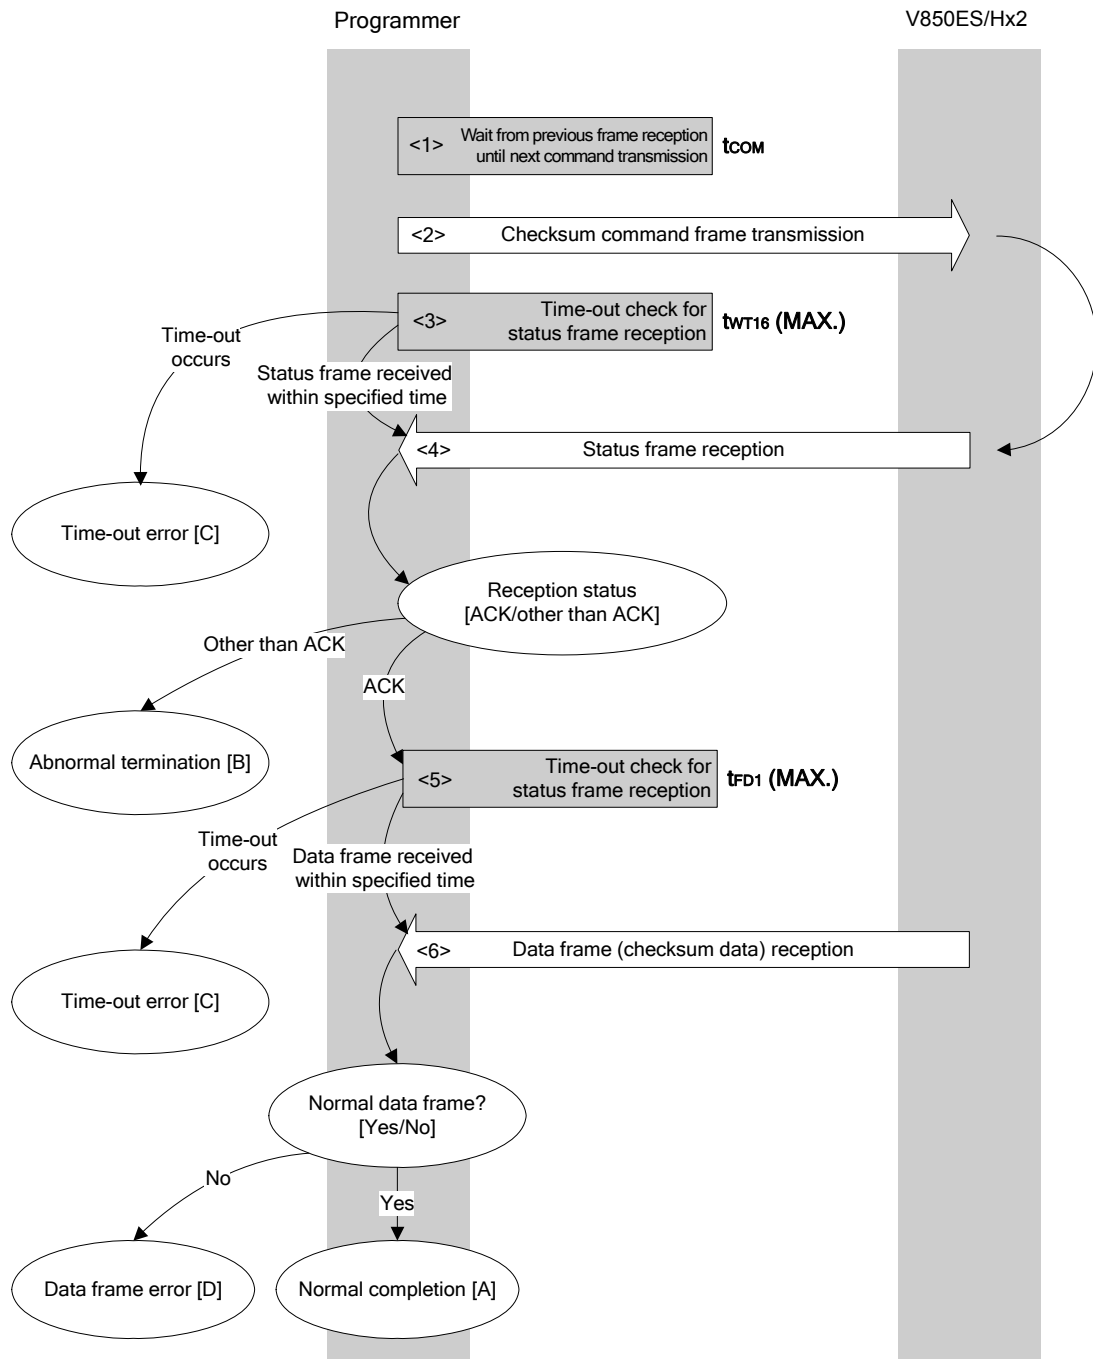 Programmer
V850ES/Hx2
<1> Wait from previous frame reception
until next command transmission
tCOM
<2> Checksum command frame transmission
<3> Time-out check for
status frame reception
tWT16 (MAX.)
Time-out
occurs
Status frame received
within specified time
<4> Status frame reception
Time-out error [C]
Reception status
[ACK/other than ACK]
Other than ACK
ACK
Abnormal termination [B]
<5> Time-out check for
status frame reception
tFD1 (MAX.)
Time-out
occurs
Data frame received
within specified time
<6> Data frame (checksum data) reception
Time-out error [C]
Normal data frame?
[Yes/No]
No
Yes
Data frame error [D]
Normal completion [A]